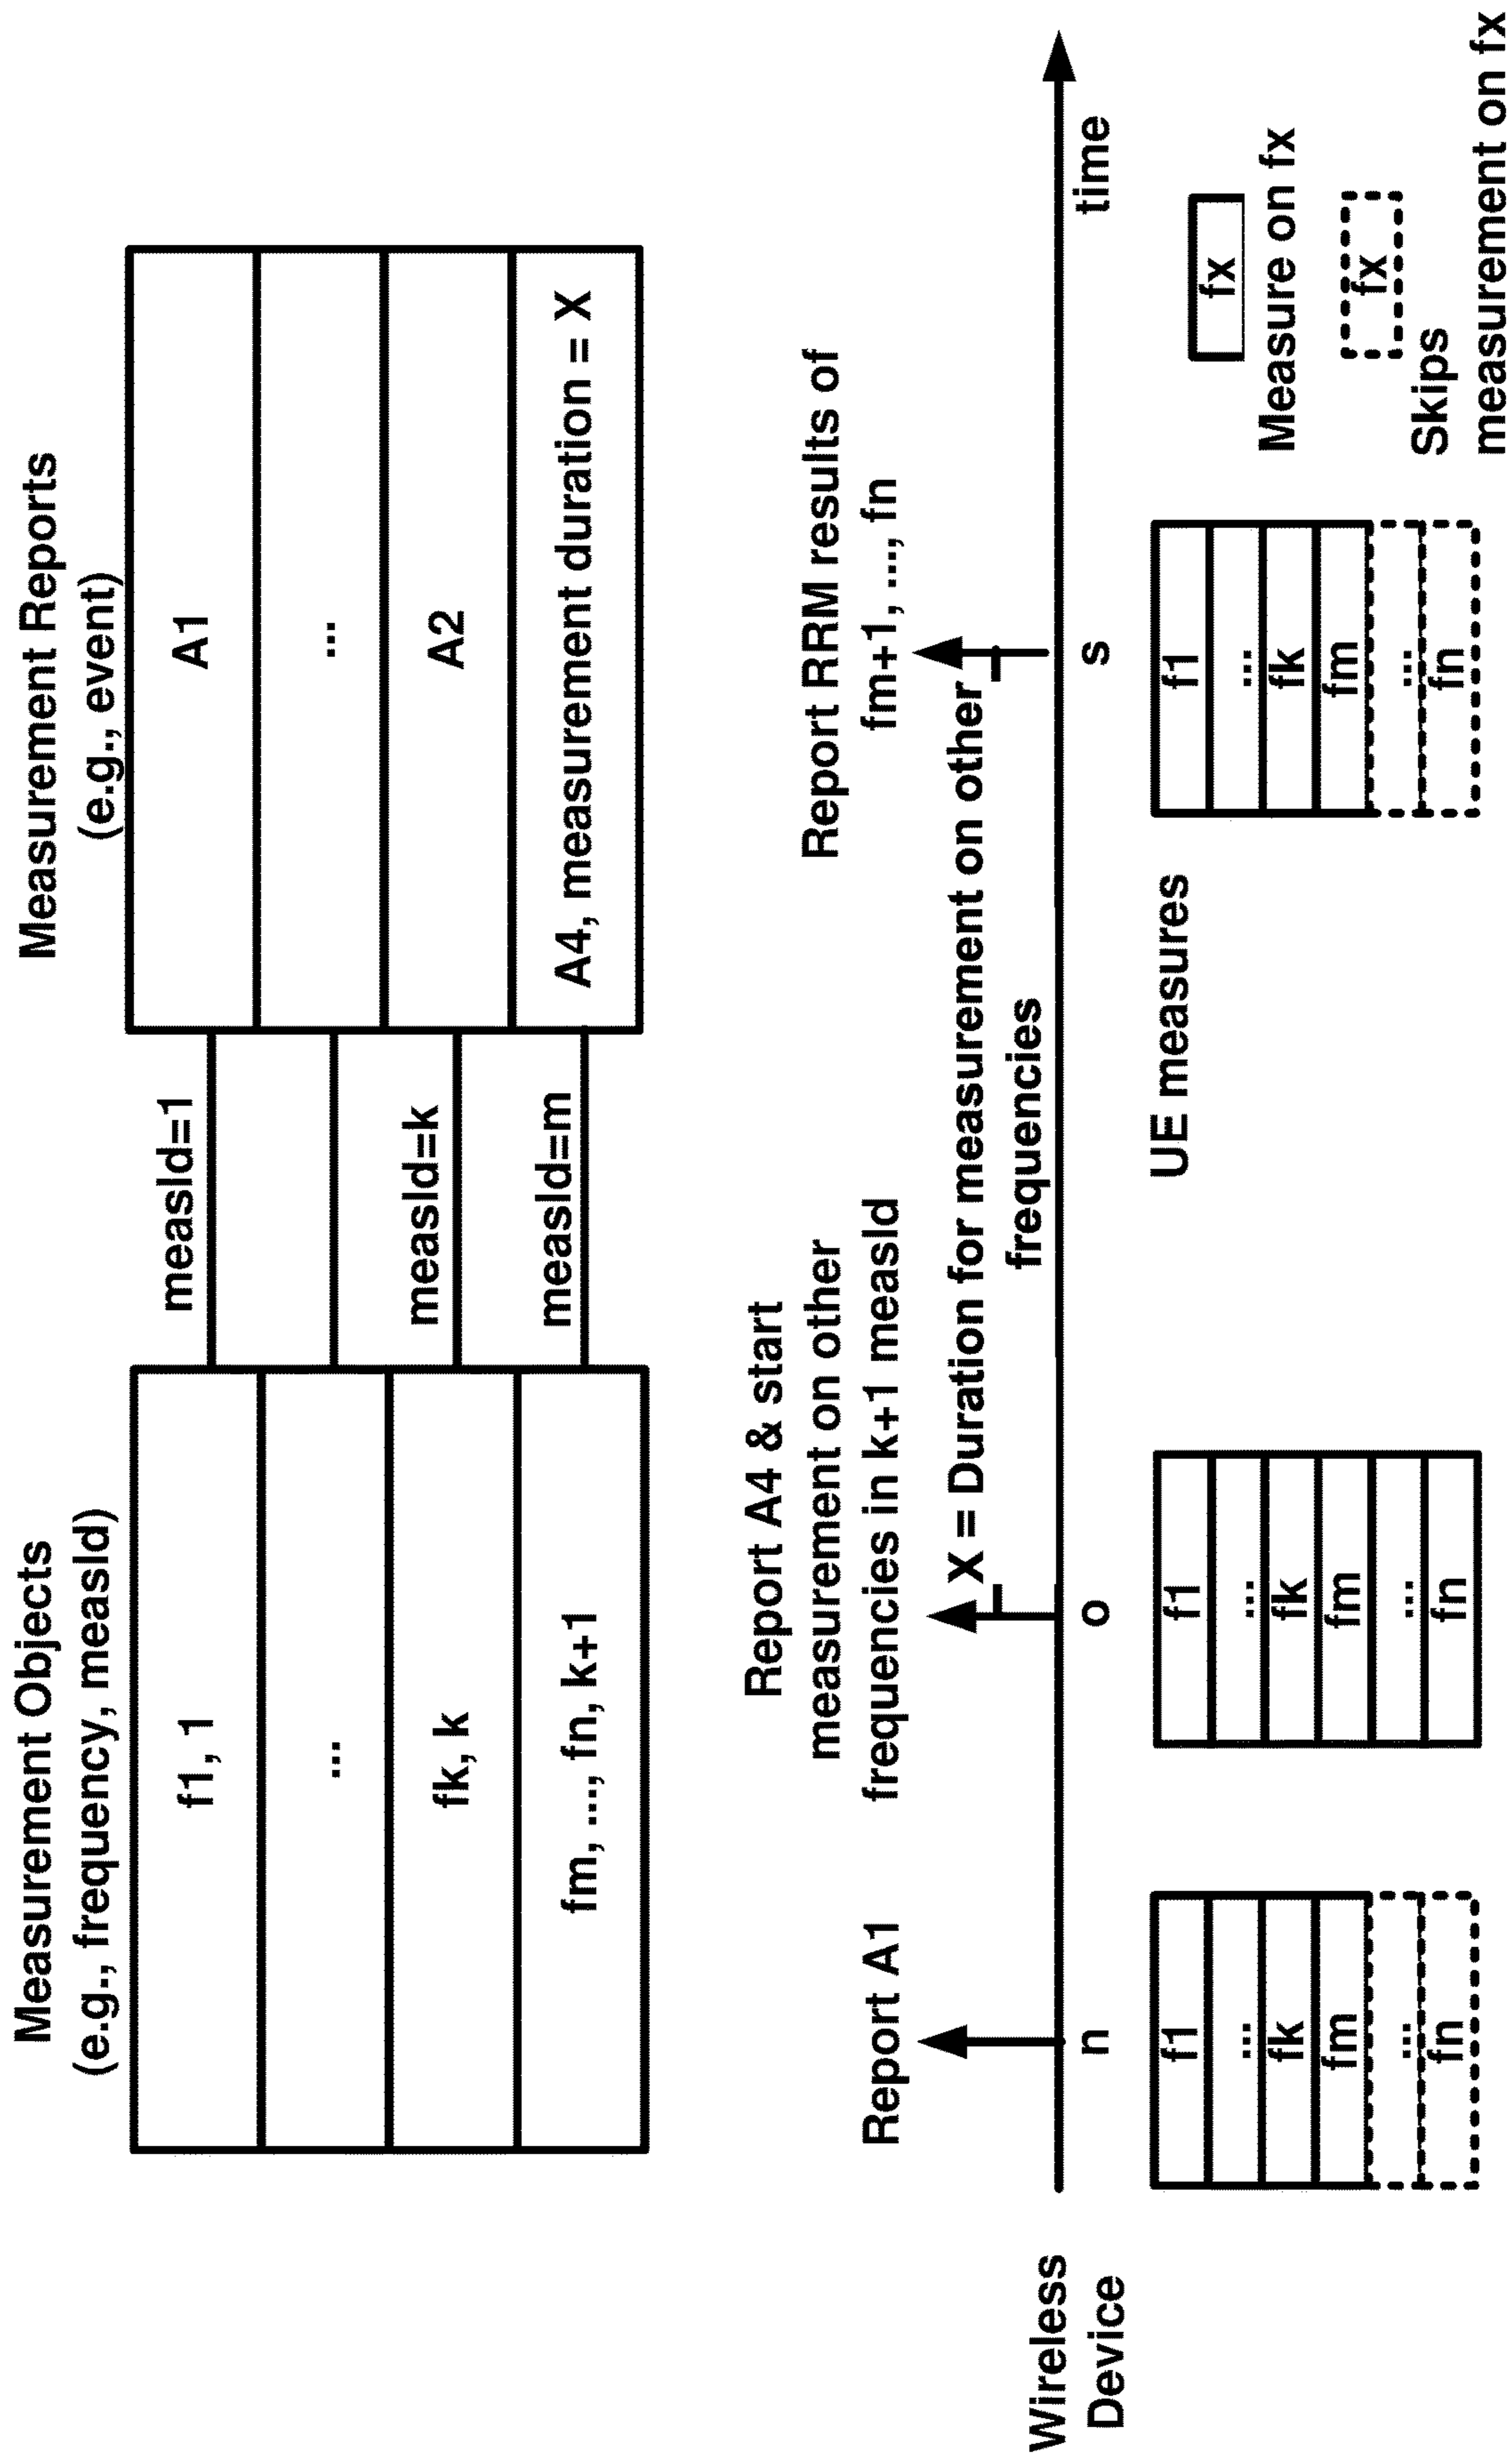 Measurement Objects
(e.g., frequency, measId)
f1, 1
...
fk, k
fm, ..., fn, k+1
measId=1
measId=k
measId=m
Measurement Reports
(e.g., event)
A1
...
A2
A4, measurement duration = X
Report A1
Report A4 & start
measurement on other
frequencies in k+1 measId
X = Duration for measurement on other
frequencies
Report RRM results of
fm+1, ..., fn
Wireless
Device
n
o
s
time
f1
...
fk
fm
...
fn
f1
...
fk
fm
...
fn
UE measures
f1
...
fk
fm
...
fn
fx
Measure on fx
fx
Skips
measurement on fx